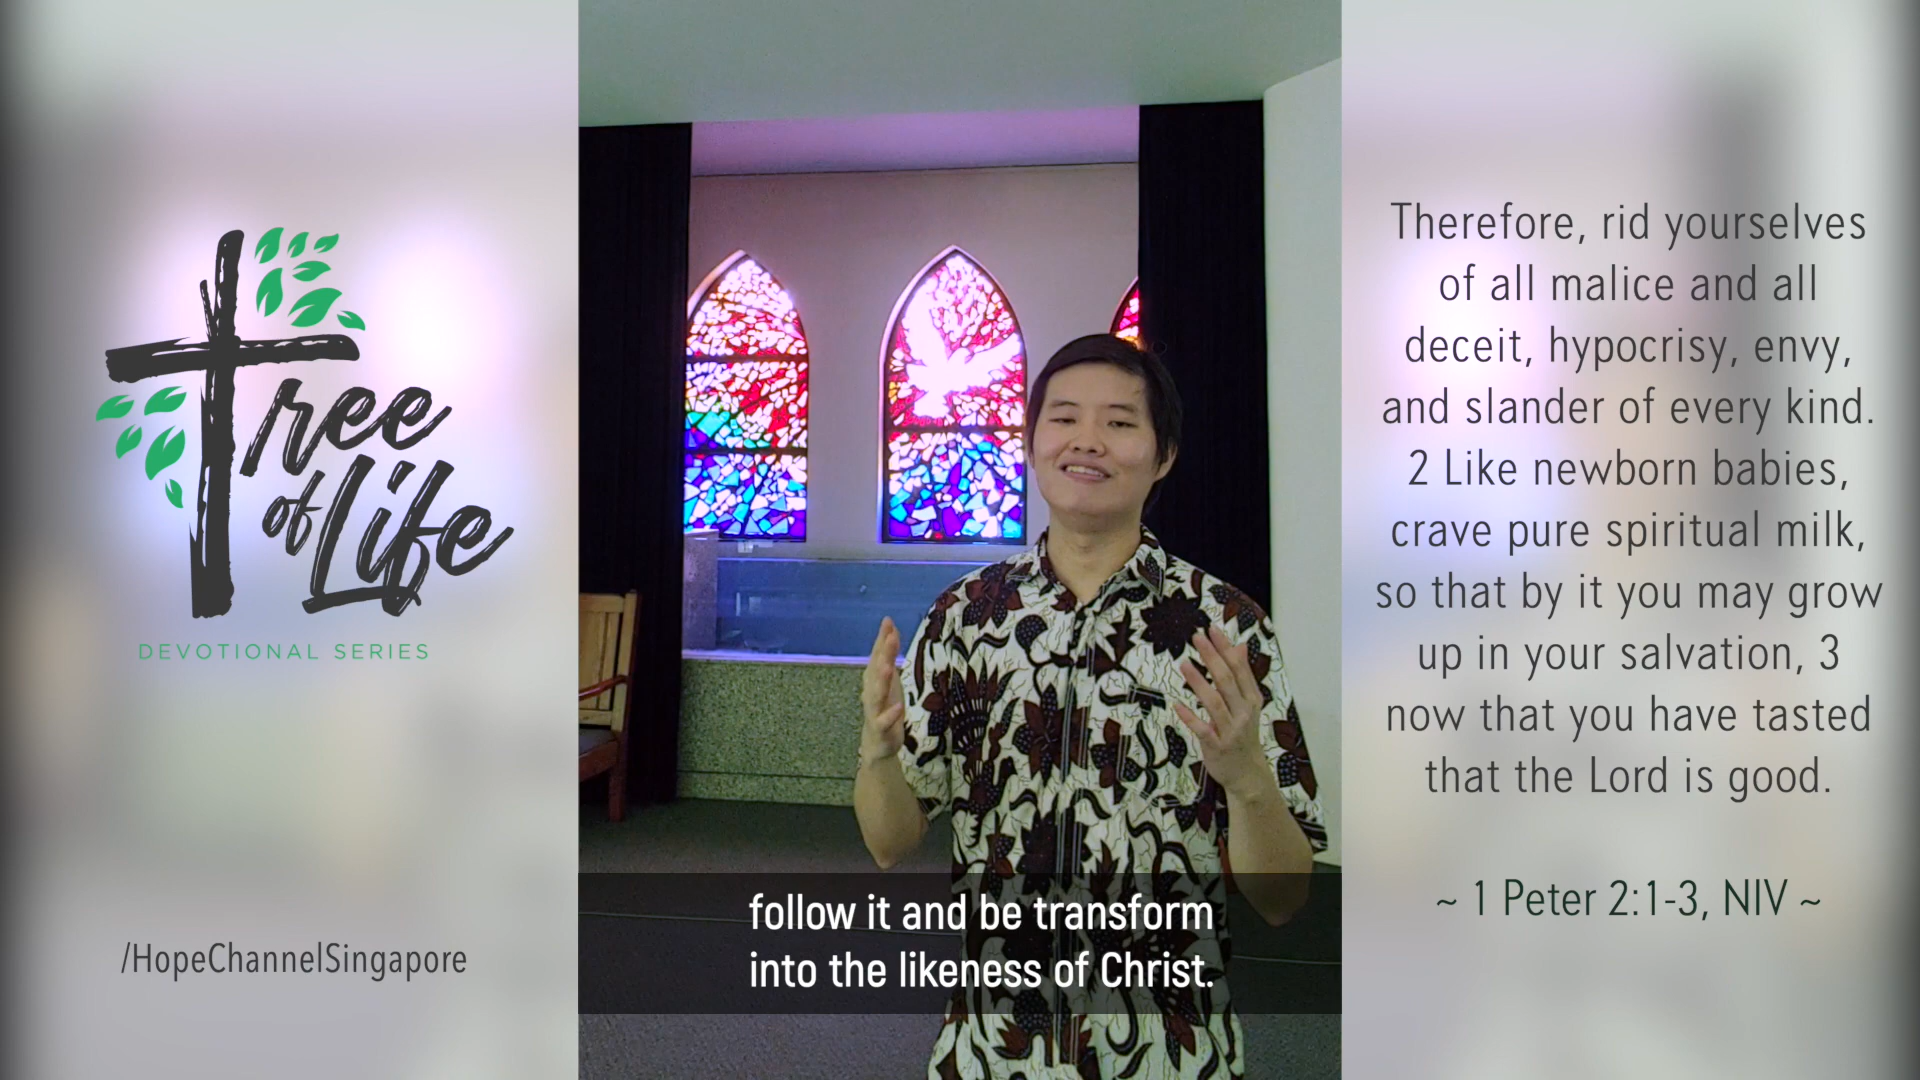 Tree
of Life
DEVOTIONAL SERIES
/HopeChannelSingapore
follow it and be transform
into the likeness of Christ.
Therefore, rid yourselves
of all malice and all
deceit, hypocrisy, envy,
and slander of every kind.
2 Like newborn babies,
crave pure spiritual milk,
so that by it you may grow
up in your salvation, 3
now that you have tasted
that the Lord is good.
~ 1 Peter 2:1-3, NIV ~